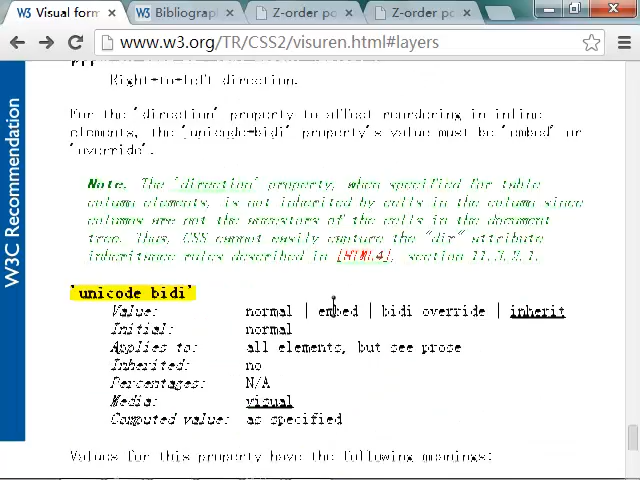 W3 Visual form
W3 Bibliograp
Z-order po
Z-order po
www.w3.org/TR/CSS2/visuren.html#layers
W3C Recommendation
Right-to-left direction.
For the 'direction' property to affect reordering in inline
elements, the 'unicode-bidi' property's value must be 'embed' or
'override'.
Note. The 'direction' property, when specified for table
column elements, is not inherited by cells in the column since
columns are not the ancestors of the cells in the document
tree. Thus, CSS cannot easily capture the "dir" attribute
inheritance rules described in [HTML4], section 11.3.2.1.
'unicode bidi'
Value: normal | embed | bidi override | inherit
Initial: normal
Applies to: all elements, but see prose
Inherited: no
Percentages: N/A
Media: visual
Computed value: as specified
Values for this property have the following meanings: